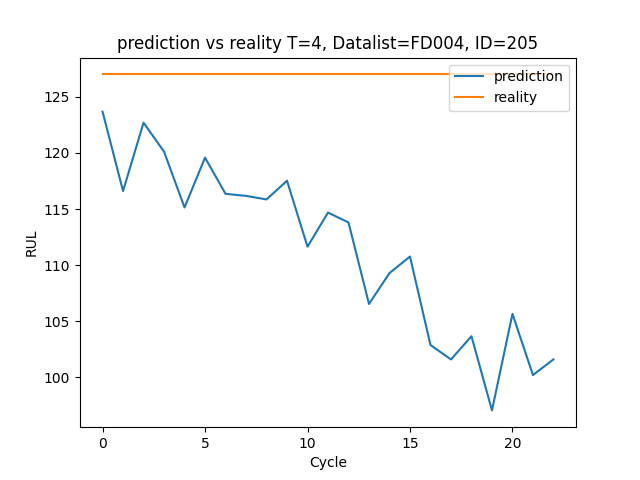 prediction vs reality T=4, Datalist=FD004, ID=205
prediction
reality
125
120
115
110
105
100
RUL
0 5 10 15 20
Cycle